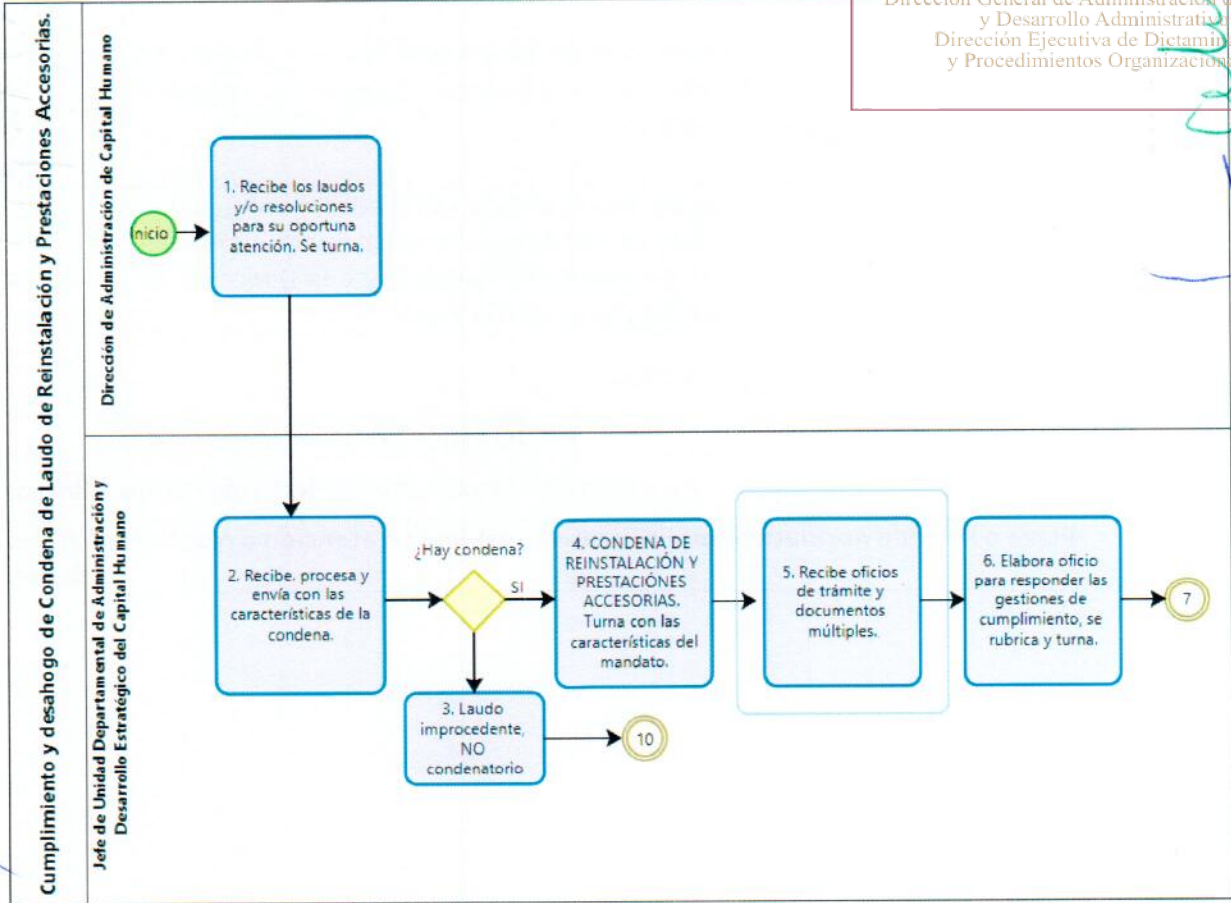 Cumplimiento y desahogo de Condena de Laudo de Reinstalación y Prestaciones Accesorias.
Dirección General de Administración
y Desarrollo Administrativo
Dirección Ejecutiva de
y Procedimientos
Dirección de Administración de Capital Humano
Inicio
1. Recibe los laudos
y/o resoluciones
para su oportuna
atención. Se turna.
Jefe de Unidad Departamental de Administración y
Desarrollo Estratégico del Capital Humano
2. Recibe. procesa y
envía con las
características de la
condena.
¿Hay condena?
SI
3. Laudo
improcedente,
NO
condenatorio
10
4. CONDENA DE
REINSTALACIÓN Y
PRESTACIÓNES
ACCESORIAS.
Turna con las
características del
mandato.
5. Recibe oficios
de trámite y
documentos
múltiples.
6. Elabora oficio
para responder las
gestiones de
cumplimiento, se
rubrica y turna.
7